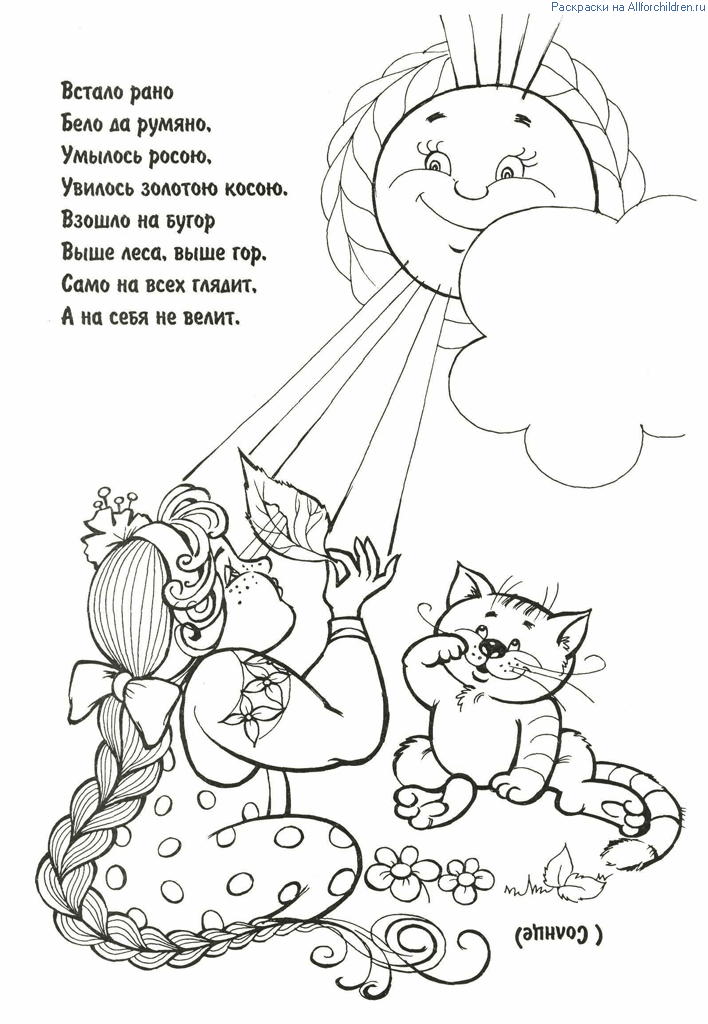 Раскраски на Allforchildren.ru
Встало рано
Бело да румяно,
Умылось росою,
Увилось золотою косою.
Взошло на бугор
Выше леса, выше гор.
Само на всех глядит,
А на себя не велит.
( Солнце)